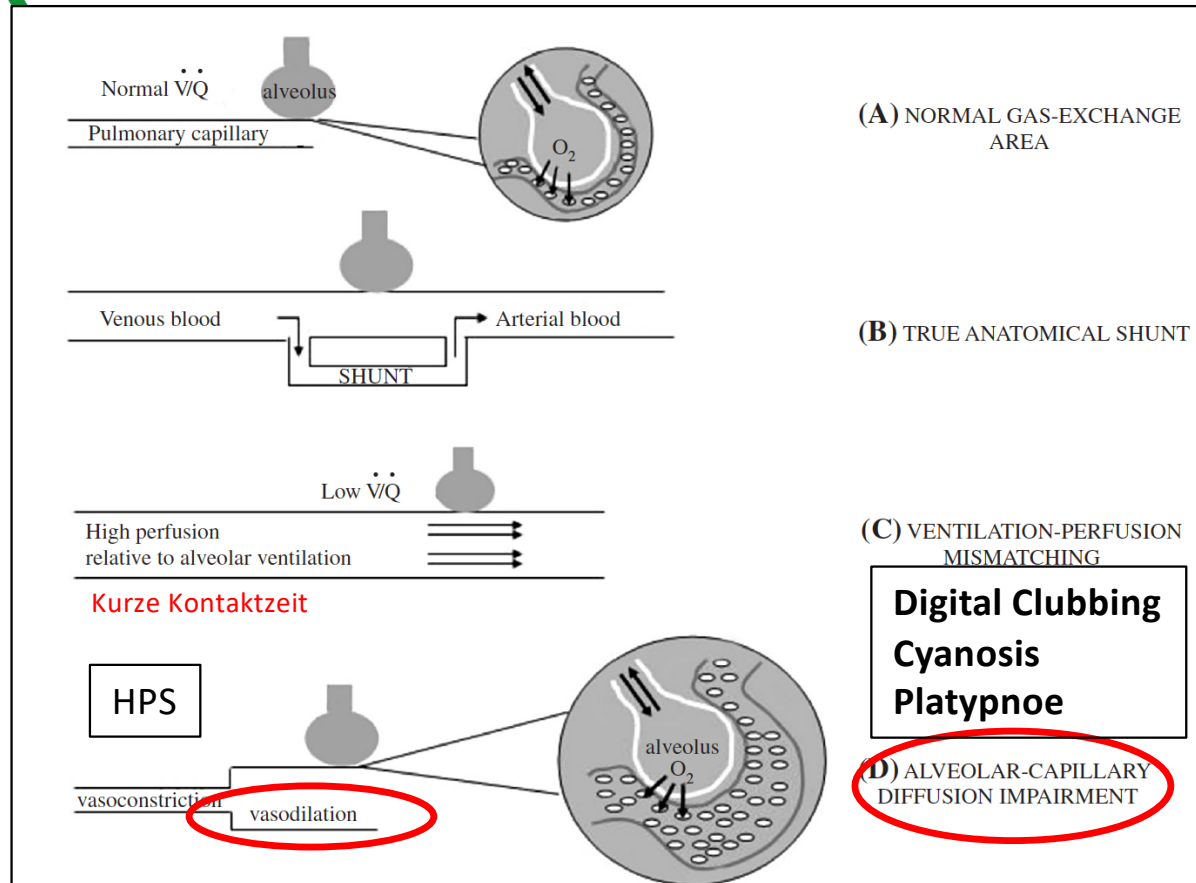 Normal V̇/Q̇
alveolus
Pulmonary capillary
O₂
(A) NORMAL GAS-EXCHANGE
AREA
Venous blood
Arterial blood
SHUNT
(B) TRUE ANATOMICAL SHUNT
Low V̇/Q̇
High perfusion
relative to alveolar ventilation
(C) VENTILATION-PERFUSION
MISMATCHING
Kurze Kontaktzeit
Digital Clubbing
Cyanosis
Platypnoe
HPS
vasoconstriction
vasodilation
alveolus
O₂
(D) ALVEOLAR-CAPILLARY
DIFFUSION IMPAIRMENT